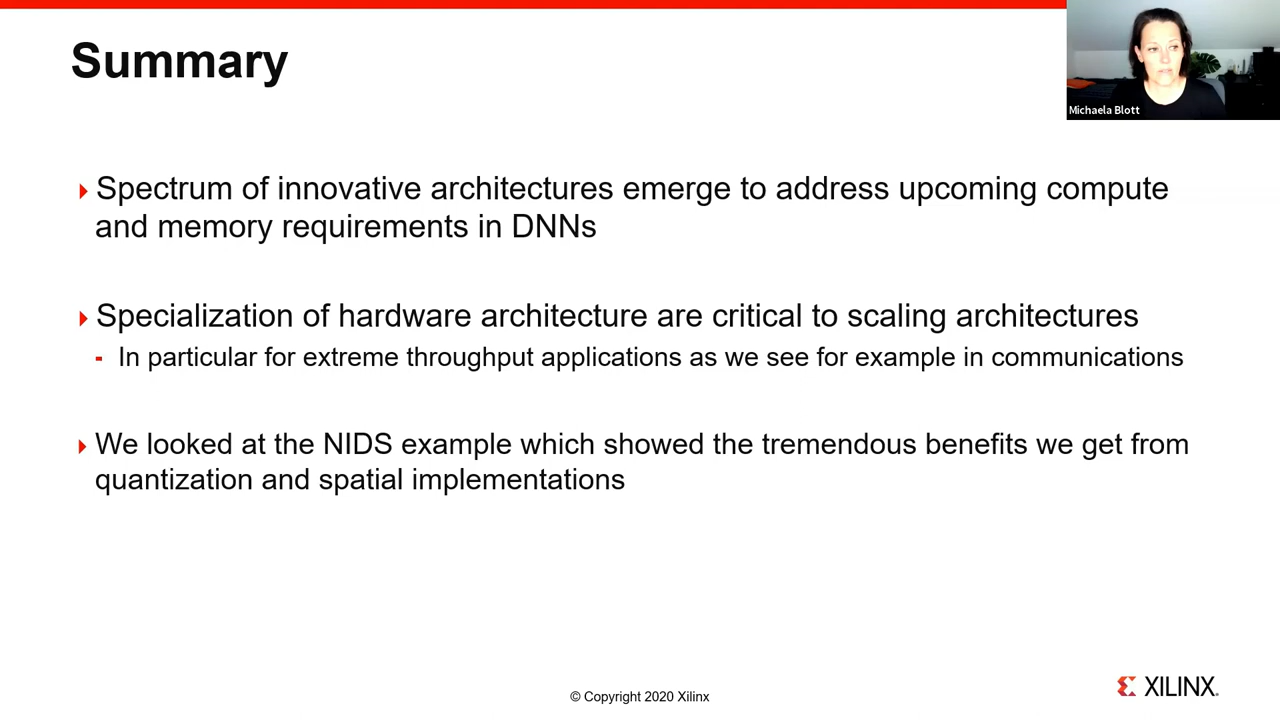 Summary
Michaela Blott
Spectrum of innovative architectures emerge to address upcoming compute
and memory requirements in DNNs
Specialization of hardware architecture are critical to scaling architectures
- In particular for extreme throughput applications as we see for example in communications
We looked at the NIDS example which showed the tremendous benefits we get from
quantization and spatial implementations
© Copyright 2020 Xilinx
XILINX.